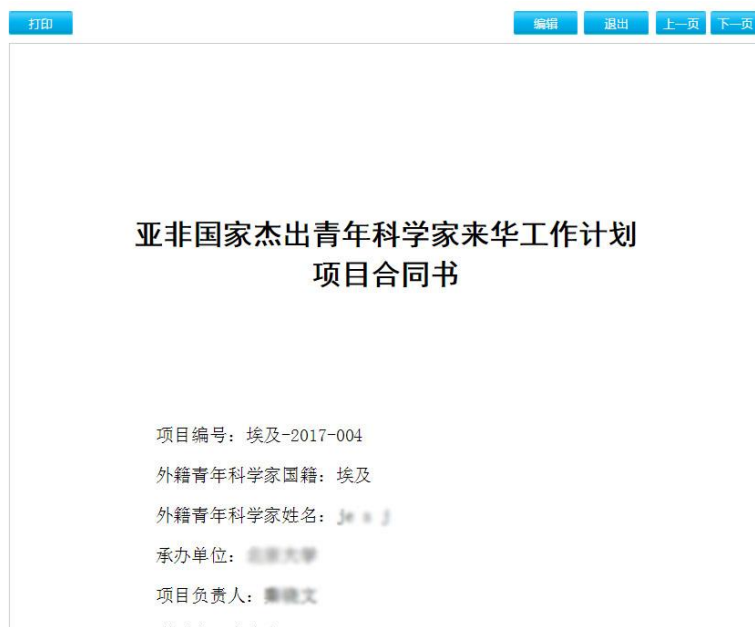 打印 编辑 退出 上一页 下一页
亚非国家杰出青年科学家来华工作计划
项目合同书
项目编号：埃及-2017-004
外籍青年科学家国籍：埃及
外籍青年科学家姓名：
承办单位：
项目负责人：